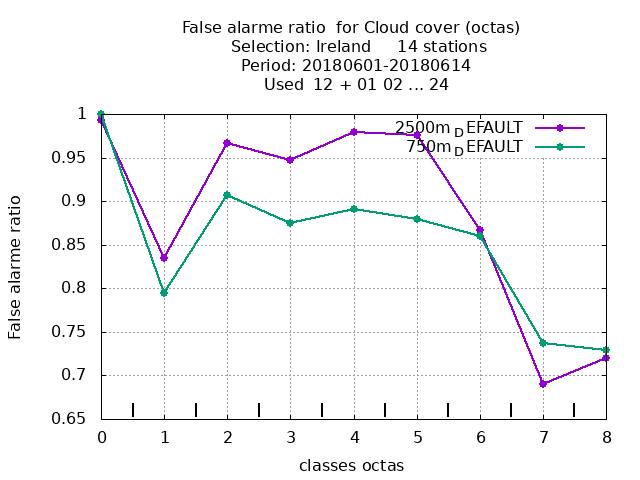 False alarme ratio  for Cloud cover (octas)
Selection: Ireland     14 stations
Period: 20180601-20180614
Used  12 + 01 02 ... 24
2500m_DEFAULT
750m_DEFAULT
1
0.95
0.9
0.85
0.8
0.75
0.7
0.65
False alarme ratio
0 1 2 3 4 5 6 7 8
classes octas